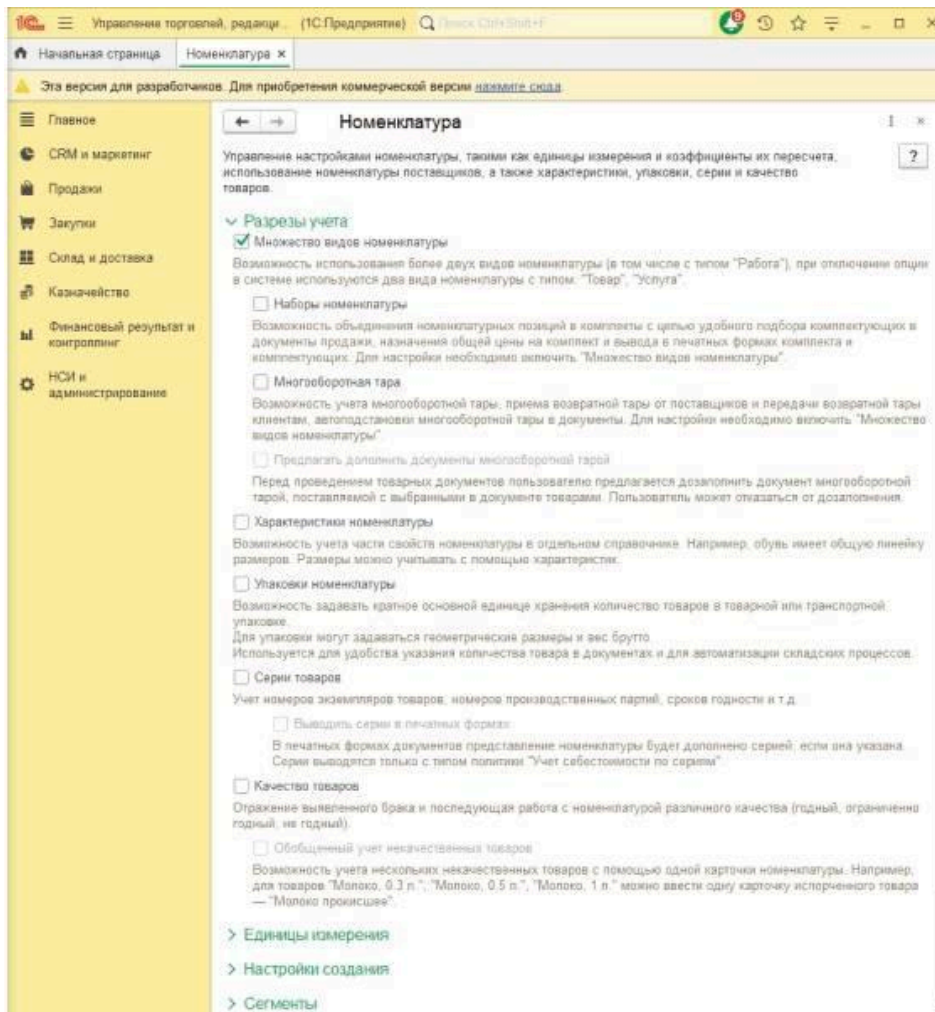 1С Управление торговлей, редакци... (1С:Предприятие) Поиск Ctrl+Shift+F 9
Начальная страница Номенклатура ×
Эта версия для разработчиков. Для приобретения коммерческой версии нажмите сюда.
Главное
CRM и маркетинг
Продажи
Закупки
Склад и доставка
Казначейство
Финансовый результат и
контроллинг
НСИ и
администрирование
Номенклатура
Управление настройками номенклатуры, такими как единицы измерения и коэффициенты их пересчета,
использование номенклатуры поставщиков, а также характеристики, упаковки, серии и качество
товаров.
?
Разрезы учета
Множество видов номенклатуры
Возможность использования более двух видов номенклатуры (в том числе с типом "Работа"), при отключении опции
в системе используются два вида номенклатуры с типом: "Товар", "Услуга".
Наборы номенклатуры
Возможность объединения номенклатурных позиций в комплекты с целью удобного подбора комплектующих в
документы продажи, назначения общей цены на комплект и вывода в печатных формах комплекта и
комплектующих. Для настройки необходимо включить "Множество видов номенклатуры".
Многооборотная тара
Возможность учета многооборотной тары, приема возвратной тары от поставщиков и передачи возвратной тары
клиентам, автоподстановки многооборотной тары в документы. Для настройки необходимо включить "Множество
видов номенклатуры".
Предлагать дополнить документы многооборотной тарой
Перед проведением товарных документов пользователю предлагается дозаполнить документ многооборотной
тарой, поставляемой с выбранными в документе товарами. Пользователь может отказаться от дозаполнения.
Характеристики номенклатуры
Возможность учета части свойств номенклатуры в отдельном справочнике. Например, обувь имеет общую линейку
размеров. Размеры можно учитывать с помощью характеристик.
Упаковки номенклатуры
Возможность задавать кратное основной единице хранения количество товаров в товарной или транспортной
упаковке.
Для упаковки могут задаваться геометрические размеры и вес брутто.
Используется для удобства указания количества товара в документах и для автоматизации складских процессов.
Серии товаров
Учет номеров экземпляров товаров, номеров производственных партий, сроков годности и т.д.
Выводить серии в печатных формах
В печатных формах документов представление номенклатуры будет дополнено серией, если она указана.
Серии выводятся только с типом политики "Учет себестоимости по сериям"
Качество товаров
Отражение выявленного брака и последующая работа с номенклатурой различного качества (годный, ограниченно
годный, не годный).
Обобщенный учет некачественных товаров
Возможность учета нескольких некачественных товаров с помощью одной карточки номенклатуры. Например,
для товаров "Молоко, 0.3 л.", "Молоко, 0.5 л.", "Молоко, 1 л." можно ввести одну карточку испорченного товара
— "Молоко прокисшее".
Единицы измерения
Настройки создания
Сегменты